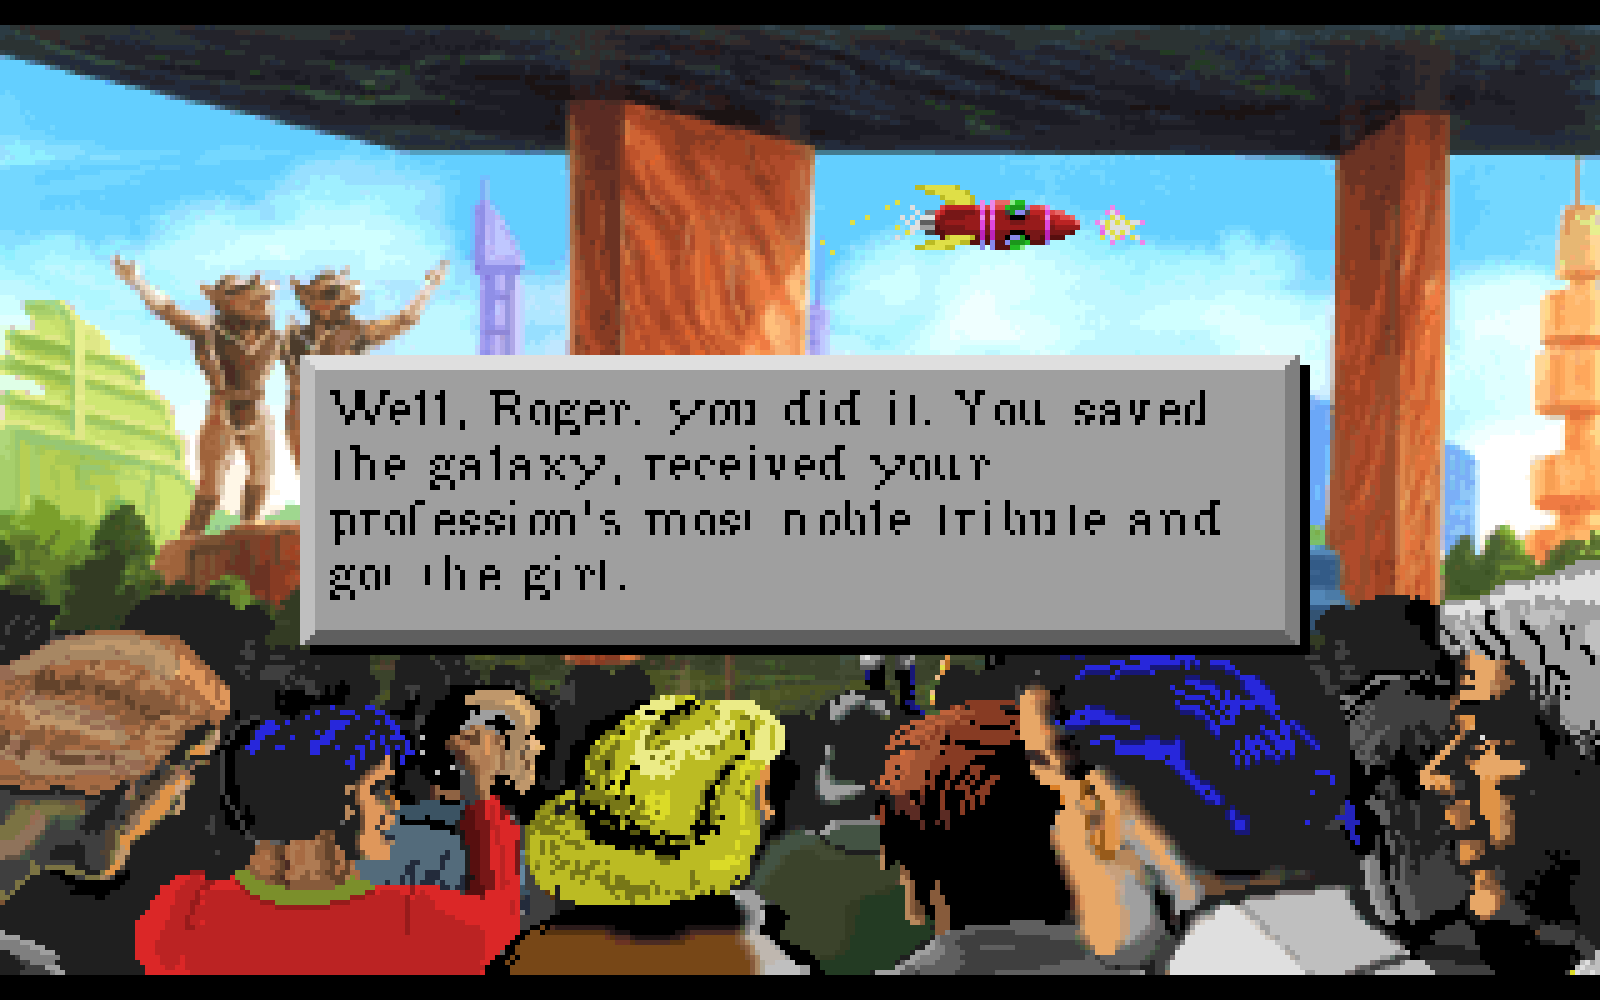 Well, Roger. you did it. You saved
the galaxy, received your
profession's most noble tribute and
got the girl.